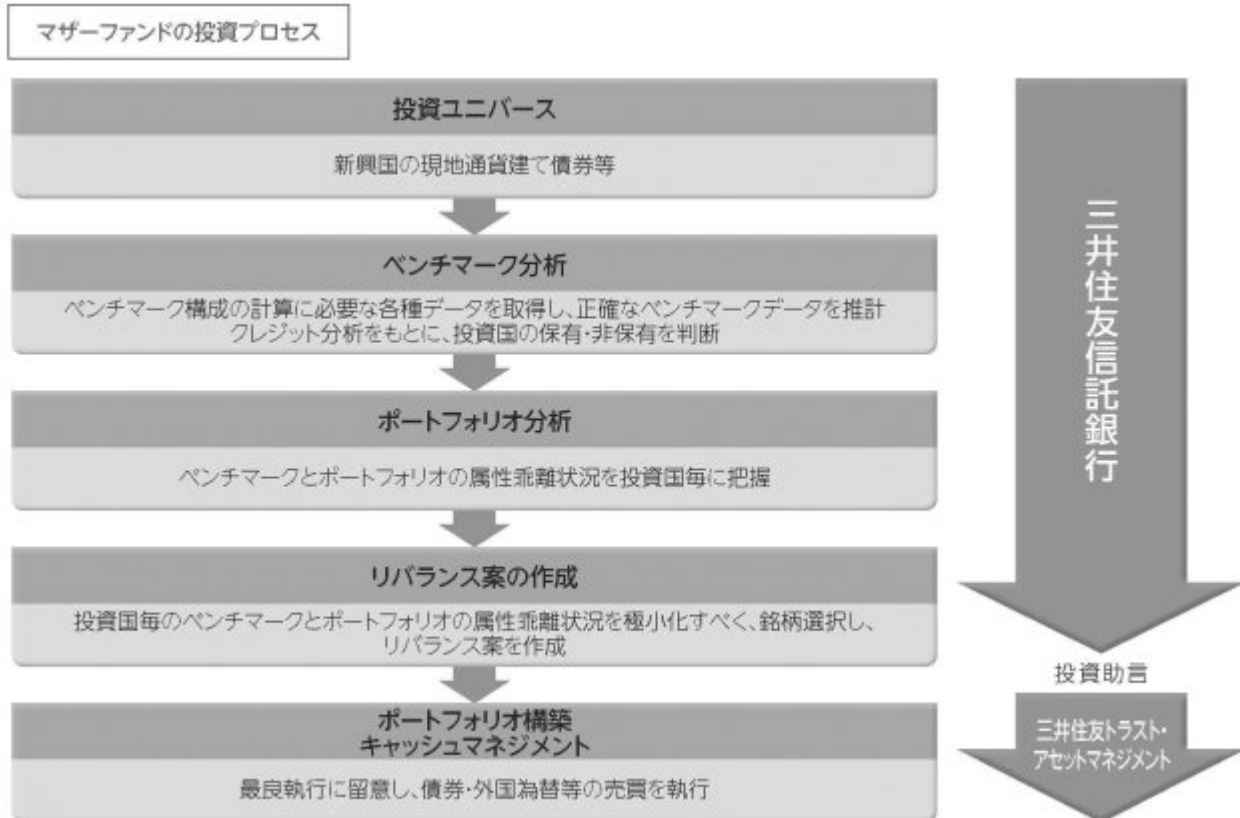 マザーファンドの投資プロセス
投資ユニバース
新興国の現地通貨建て債券等
ベンチマーク分析
ベンチマーク構成の計算に必要な各種データを取得し、正確なベンチマークデータを推計
クレジット分析をもとに、投資国の保有・非保有を判断
ポートフォリオ分析
ベンチマークとポートフォリオの属性乖離状況を投資国毎に把握
リバランス案の作成
投資国毎のベンチマークとポートフォリオの属性乖離状況を極小化すべく、銘柄選択し、
リバランス案を作成
ポートフォリオ構築
キャッシュマネジメント
最良執行に留意し、債券・外国為替等の売買を執行
三井住友信託銀行
投資助言
三井住友トラスト・
アセットマネジメント